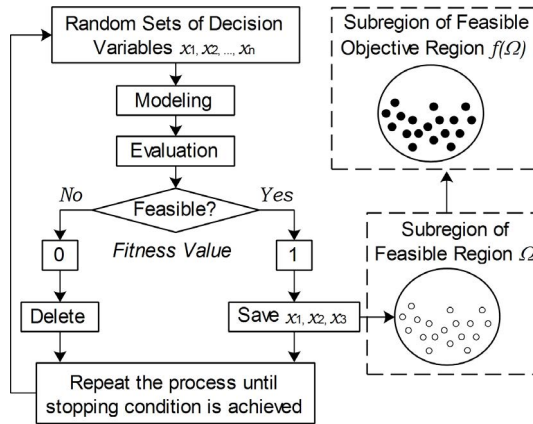 Random Sets of Decision
Variables x1, x2, ..., xn
Modeling
Evaluation
Feasible?
No
Yes
Fitness Value
0
1
Delete
Save x1, x2, x3
Repeat the process until
stopping condition is achieved
Subregion of Feasible
Objective Region f(Ω)
Subregion of
Feasible Region Ω